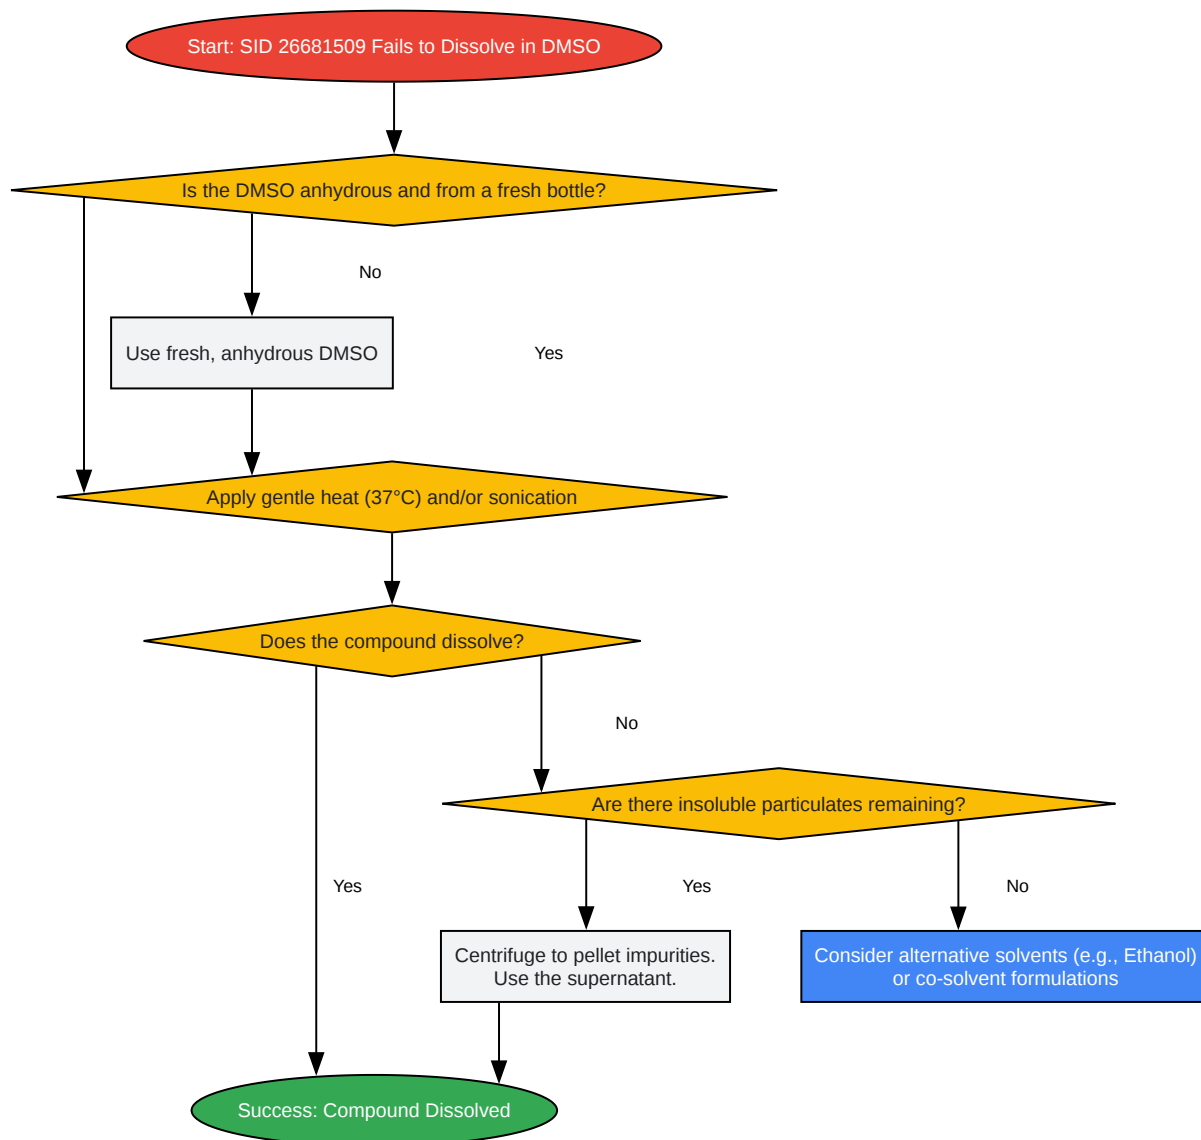 Start: SID 26681509 Fails to Dissolve in DMSO
Is the DMSO anhydrous and from a fresh bottle?
No
Use fresh, anhydrous DMSO
Yes
Apply gentle heat (37°C) and/or sonication
Does the compound dissolve?
No
Are there insoluble particulates remaining?
Yes
Yes
No
Centrifuge to pellet impurities.
Use the supernatant.
Consider alternative solvents (e.g., Ethanol)
or co-solvent formulations
Success: Compound Dissolved